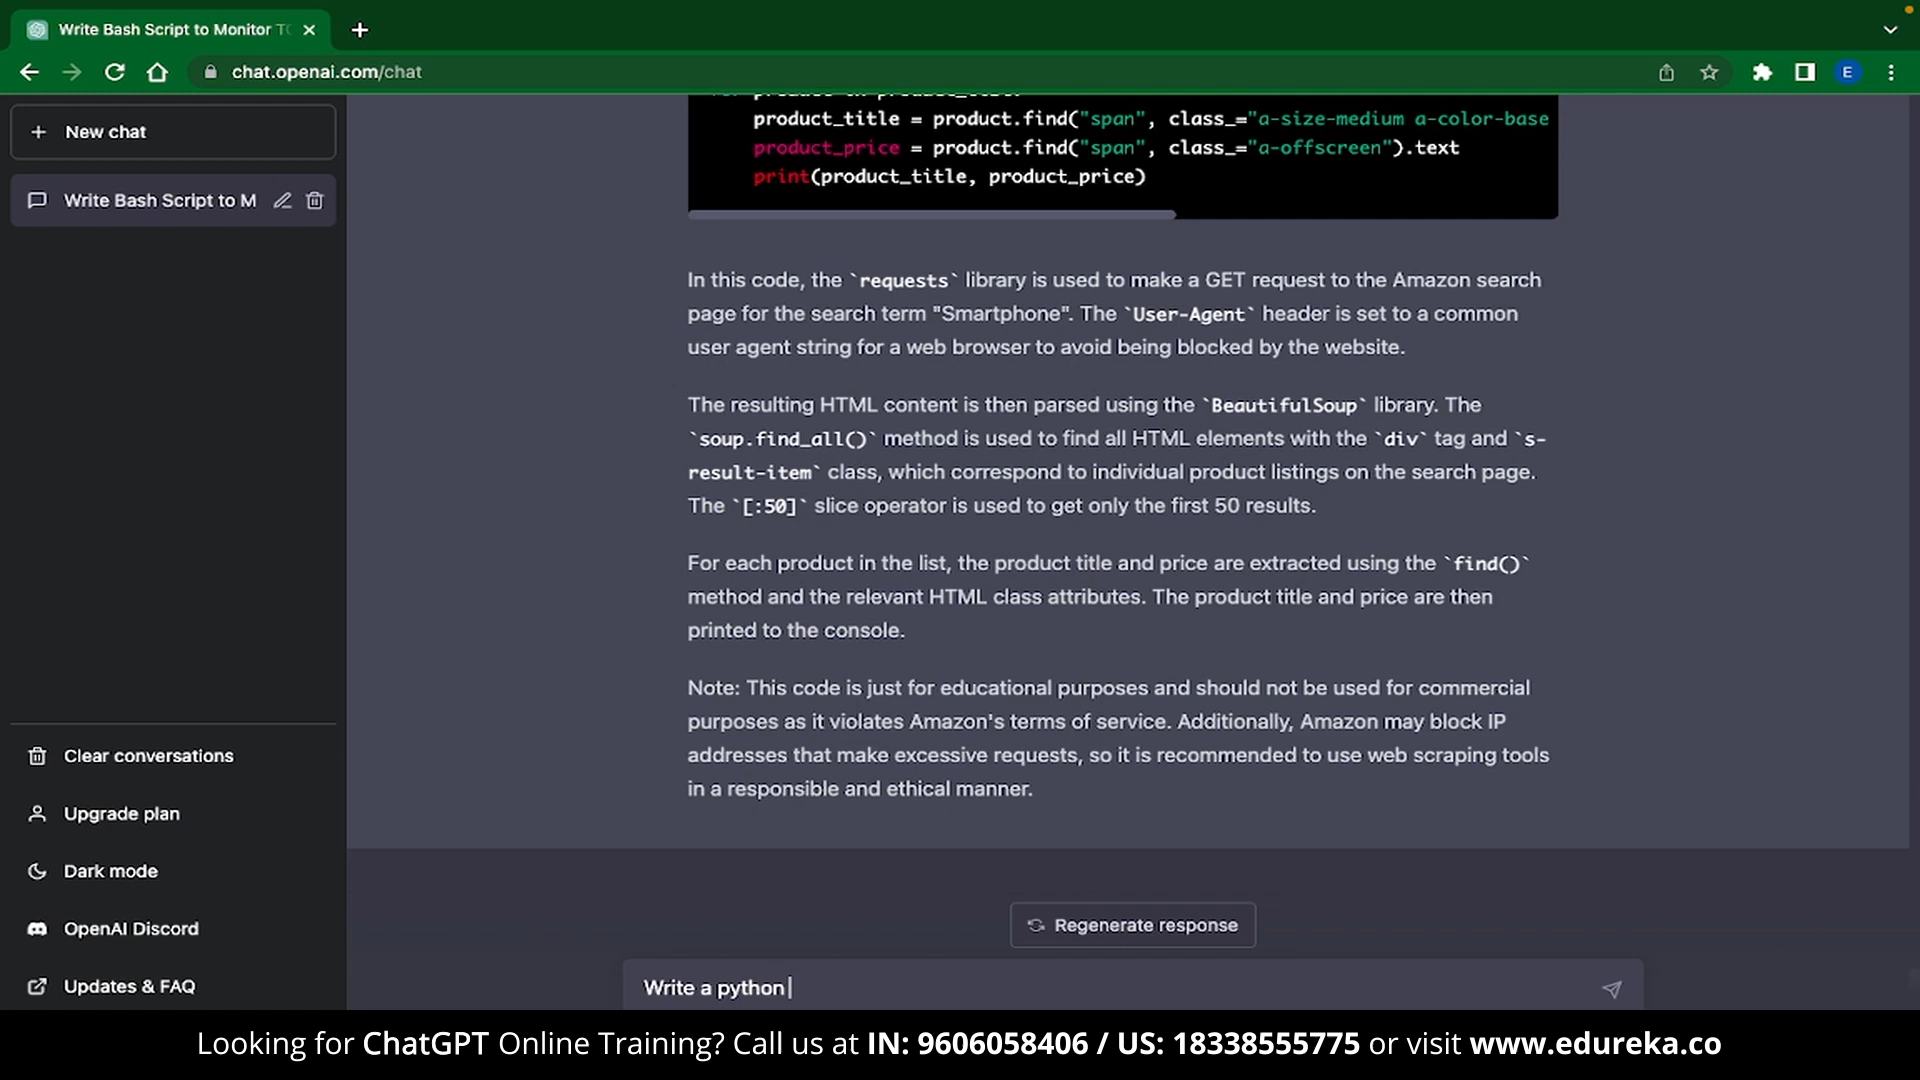 Write Bash Script to Monitor
chat.openai.com/chat
E
New chat
Write Bash Script to M
product_title = product.find("span", class_="a-size-medium a-color-base
product_price = product.find("span", class_="a-offscreen").text
print(product_title, product_price)
In this code, the `requests` library is used to make a GET request to the Amazon search
page for the search term "Smartphone". The `User-Agent` header is set to a common
user agent string for a web browser to avoid being blocked by the website.
The resulting HTML content is then parsed using the `BeautifulSoup` library. The
`soup.find_all()` method is used to find all HTML elements with the `div` tag and `s-
result-item` class, which correspond to individual product listings on the search page.
The `[:50]` slice operator is used to get only the first 50 results.
For each product in the list, the product title and price are extracted using the `find()`
method and the relevant HTML class attributes. The product title and price are then
printed to the console.
Note: This code is just for educational purposes and should not be used for commercial
purposes as it violates Amazon's terms of service. Additionally, Amazon may block IP
addresses that make excessive requests, so it is recommended to use web scraping tools
in a responsible and ethical manner.
Clear conversations
Upgrade plan
Dark mode
OpenAI Discord
Updates & FAQ
Regenerate response
Write a python
Looking for ChatGPT Online Training? Call us at IN: 9606058406 / US: 18338555775 or visit www.edureka.co